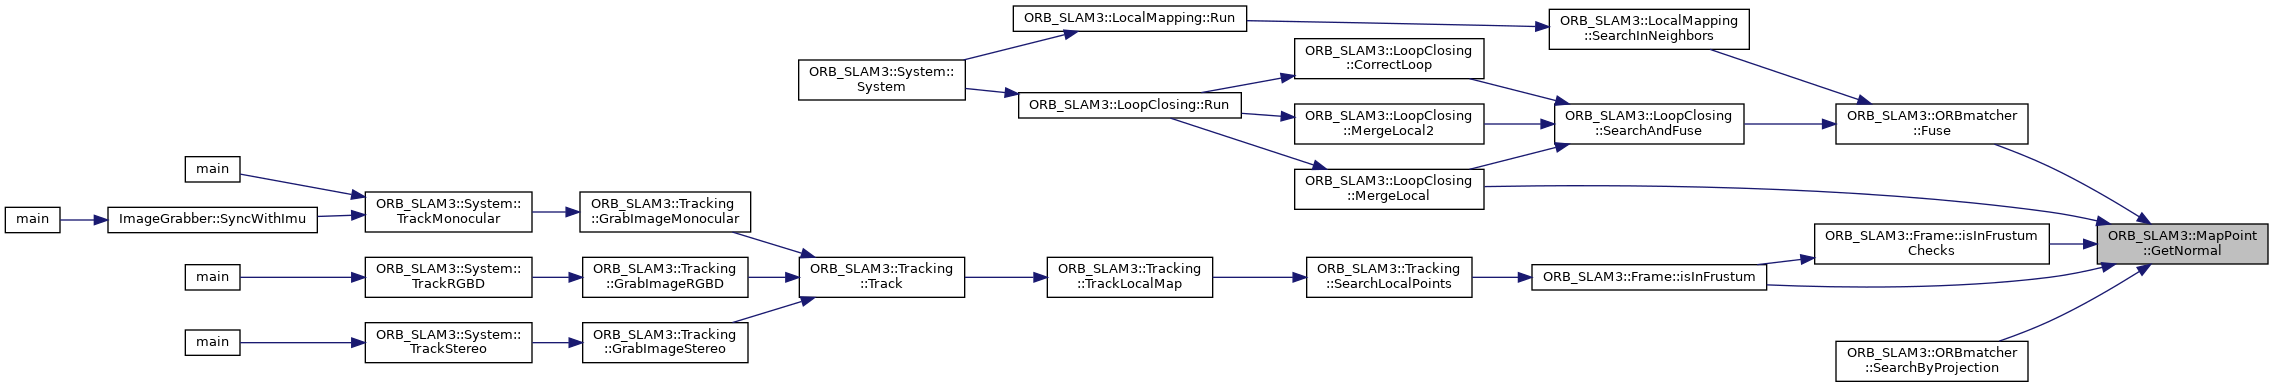 ORB_SLAM3::LocalMapping::Run
ORB_SLAM3::LocalMapping
::SearchInNeighbors
ORB_SLAM3::LoopClosing
::CorrectLoop
ORB_SLAM3::System::
System
ORB_SLAM3::LoopClosing::Run
ORB_SLAM3::LoopClosing
::MergeLocal2
ORB_SLAM3::LoopClosing
::SearchAndFuse
ORB_SLAM3::ORBmatcher
::Fuse
main
ORB_SLAM3::LoopClosing
::MergeLocal
main
ImageGrabber::SyncWithImu
ORB_SLAM3::System::
TrackMonocular
ORB_SLAM3::Tracking
::GrabImageMonocular
ORB_SLAM3::Frame::isInFrustum
Checks
ORB_SLAM3::MapPoint
::GetNormal
main
ORB_SLAM3::System::
TrackRGBD
ORB_SLAM3::Tracking
::GrabImageRGBD
ORB_SLAM3::Tracking
::Track
ORB_SLAM3::Tracking
::TrackLocalMap
ORB_SLAM3::Tracking
::SearchLocalPoints
ORB_SLAM3::Frame::isInFrustum
main
ORB_SLAM3::System::
TrackStereo
ORB_SLAM3::Tracking
::GrabImageStereo
ORB_SLAM3::ORBmatcher
::SearchByProjection